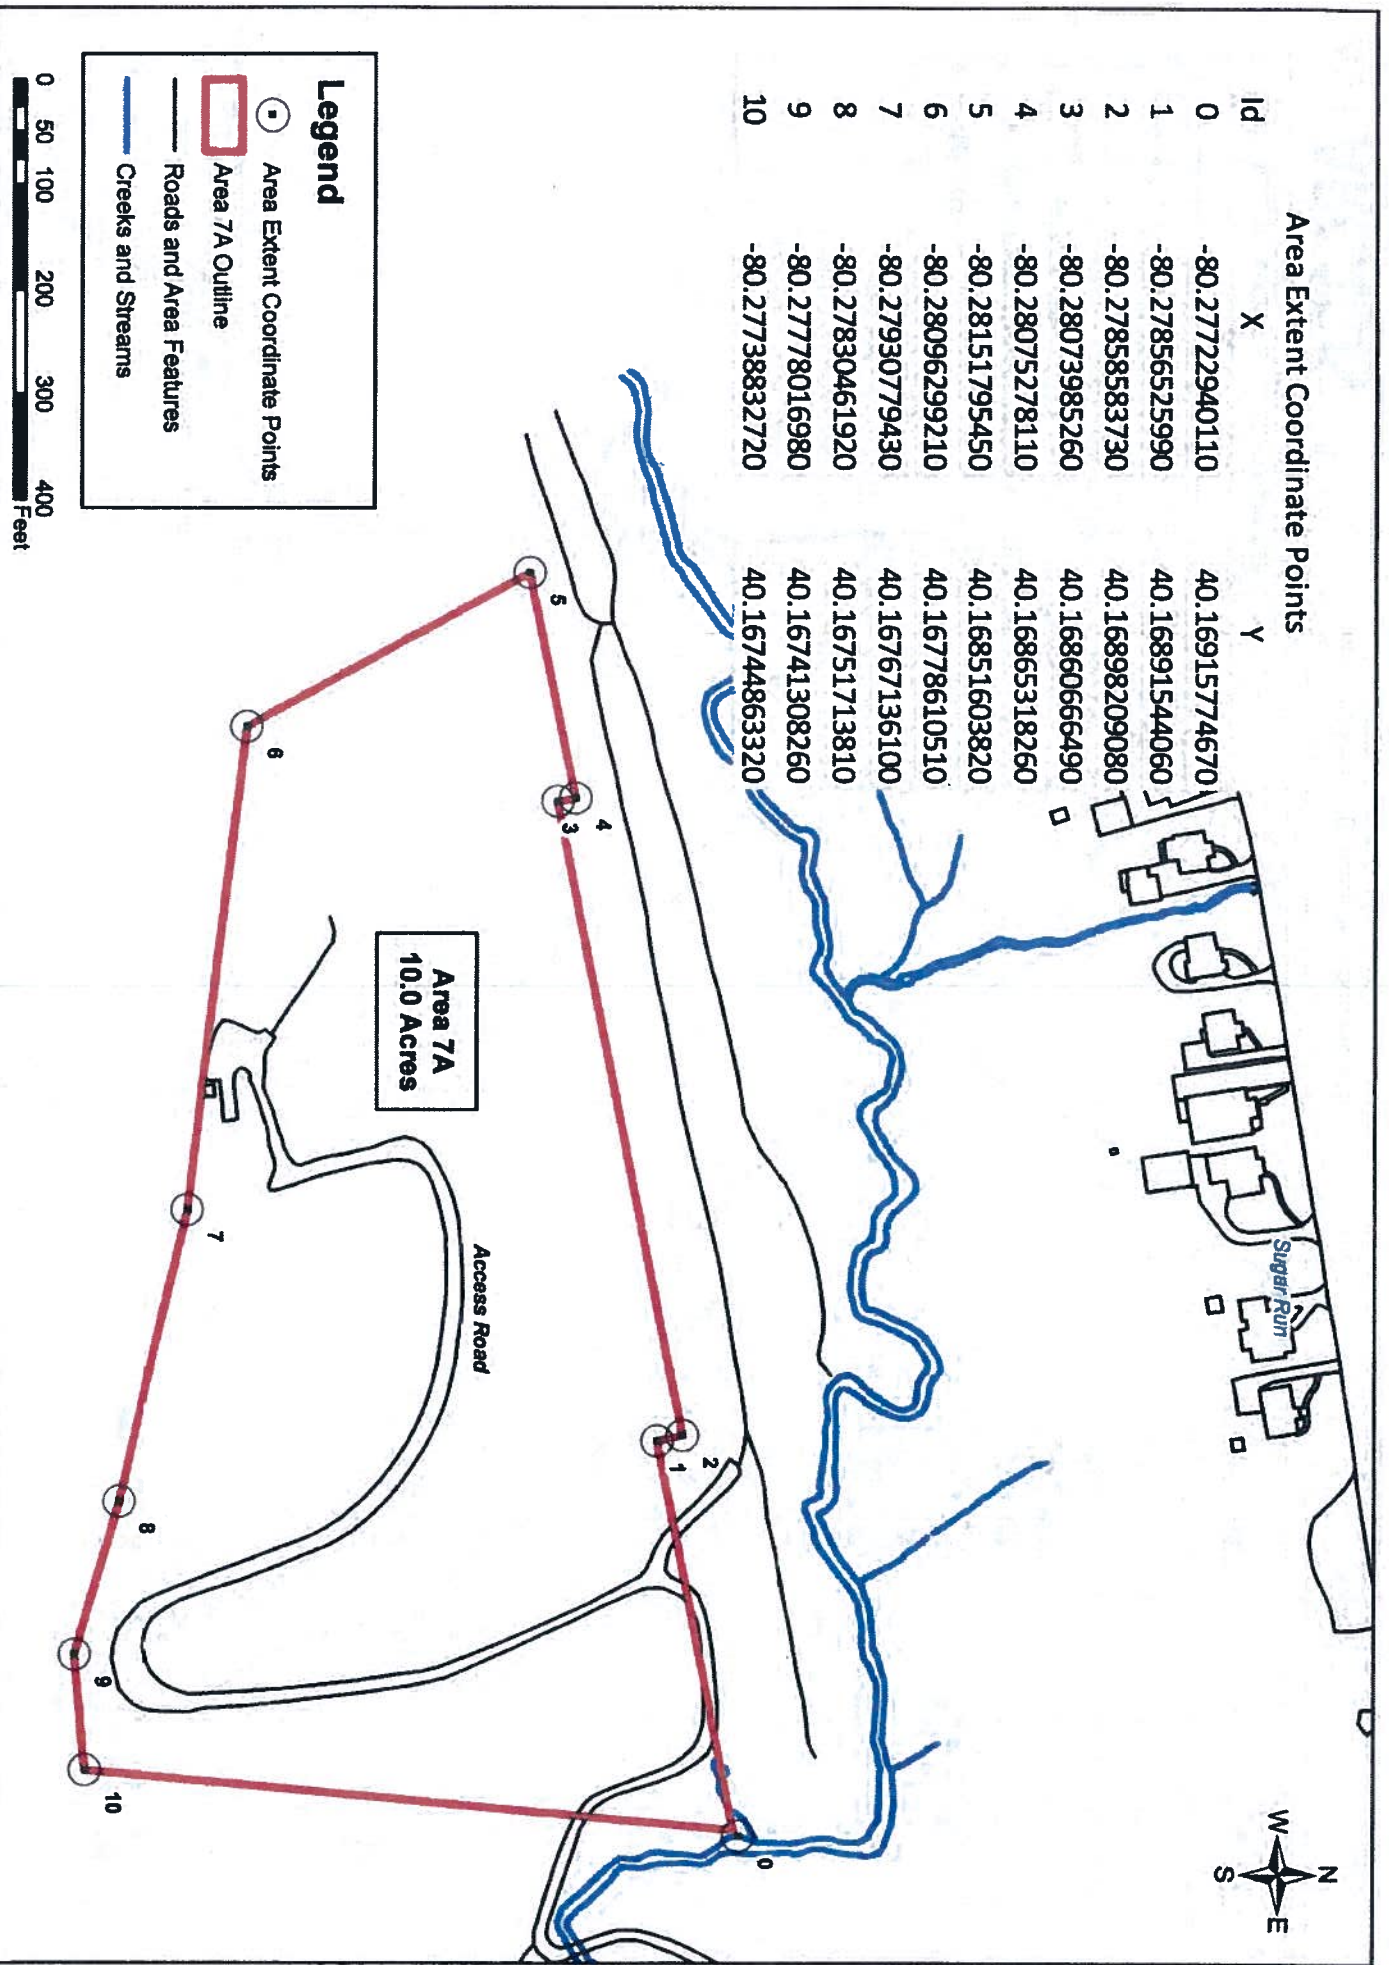 Area Extent Coordinate Points
Id X Y
0 -80.27722940110 40.16915774670
1 -80.27856525990 40.16891544060
2 -80.27858583730 40.16898209080
3 -80.28073985260 40.16860666490
4 -80.28075278110 40.16865318260
5 -80.28151795450 40.16851603820
6 -80.28096299210 40.16778610510
7 -80.27930779430 40.16767136100
8 -80.27830461920 40.16751713810
9 -80.27778016980 40.16741308260
10 -80.27738832720 40.16744863320
N
W E
S
Sugar Run
0
2
1
4
3
5
Area 7A
10.0 Acres
Access Road
6
7
8
9
10
Legend
Area Extent Coordinate Points
Area 7A Outline
Roads and Area Features
Creeks and Streams
0 50 100 200 300 400
Feet